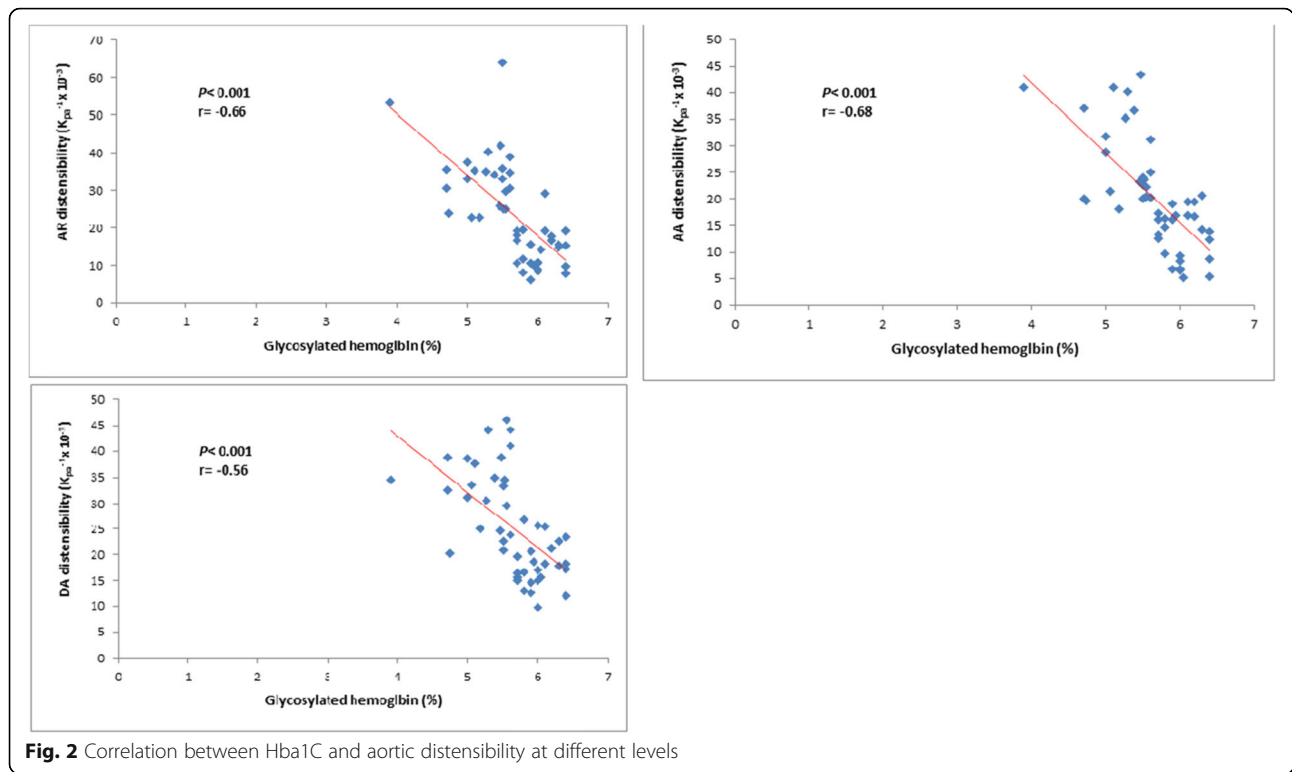 70
60
50
40
30
20
10
0
AR distensibility (Kpa⁻¹ x 10⁻³)
P< 0.001
r= -0.66
0 1 2 3 4 5 6 7
Glycosylated hemoglbin (%)
50
45
40
35
30
25
20
15
10
5
0
AA distensibility (Kpa⁻¹ x 10⁻³)
P< 0.001
r= -0.68
0 1 2 3 4 5 6 7
Glycosylated hemoglbin (%)
50
45
40
35
30
25
20
15
10
5
0
DA distensibility (Kpa⁻¹ x 10⁻³)
P< 0.001
r= -0.56
0 1 2 3 4 5 6 7
Glycosylated hemoglbin (%)
Fig. 2 Correlation between Hba1C and aortic distensibility at different levels